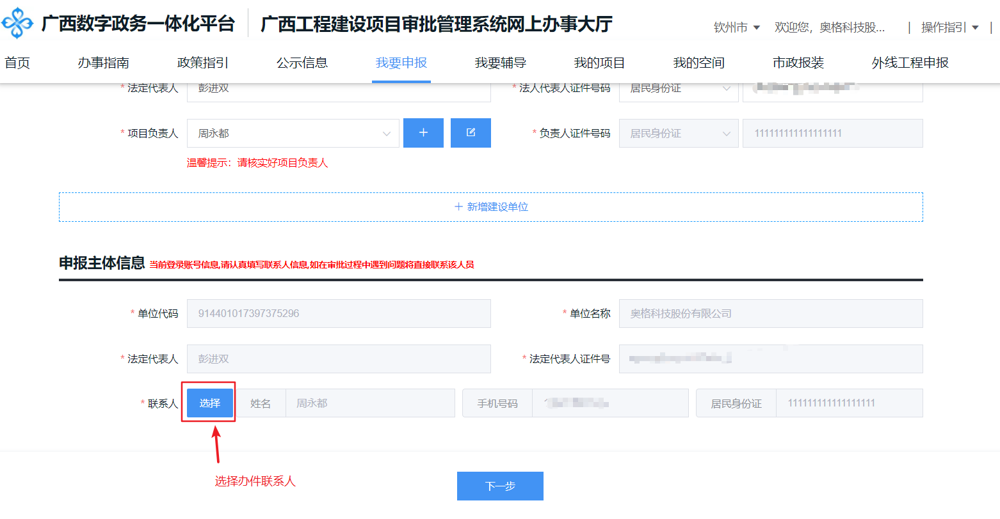 广西数字政务一体化平台 广西工程建设项目审批管理系统网上办事大厅 钦州市 欢迎您，奥格科技股... | 操作指引 |
首页 办事指南 政策指引 公示信息 我要申报 我要辅导 我的项目 我的空间 市政报装 外线工程申报
* 法定代表人 彭进双 * 法人代表人证件号码 居民身份证
* 项目负责人 周永都 * 负责人证件号码 居民身份证 111111111111111111
温馨提示：请核实好项目负责人
新增建设单位
申报主体信息 当前登录账号信息,请认真填写联系人信息,如在审批过程中遇到问题将直接联系该人员
* 单位代码 914401017397375296 * 单位名称 奥格科技股份有限公司
* 法定代表人 彭进双 * 法定代表人证件号
* 联系人 选择 姓名 周永都 手机号码 居民身份证 111111111111111111
选择办件联系人
下一步